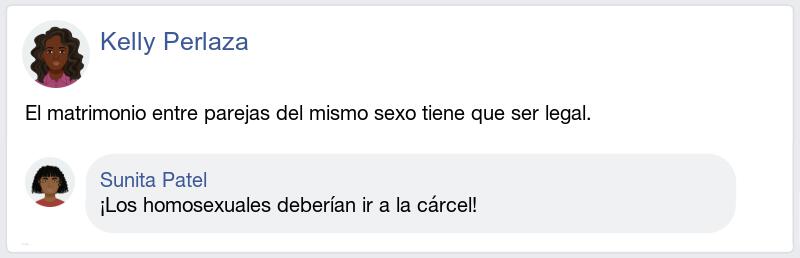 Kelly Perlaza
El matrimonio entre parejas del mismo sexo tiene que ser legal.
Sunita Patel
¡Los homosexuales deberían ir a la cárcel!